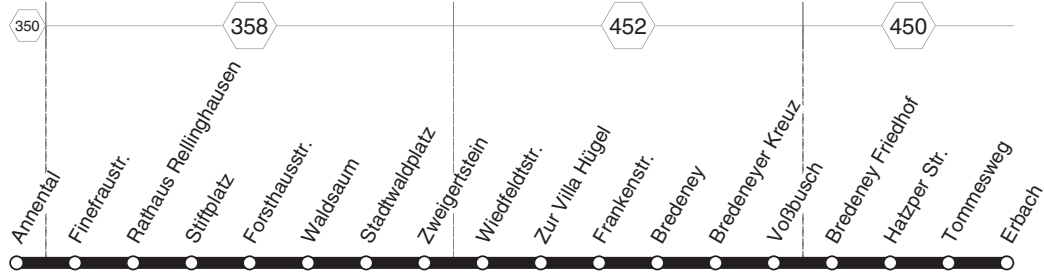 350
358
452
450
Annental
Finefraustr.
Rathaus Rellinghausen
Stiftplatz
Forsthausstr.
Waldsaum
Stadtwaldplatz
Zweigertstein
Wiedfeldtstr.
Zur Villa Hügel
Frankenstr.
Bredeney
Bredeneyer Kreuz
Voßbusch
Bredeney Friedhof
Hatzper Str.
Tommesweg
Erbach